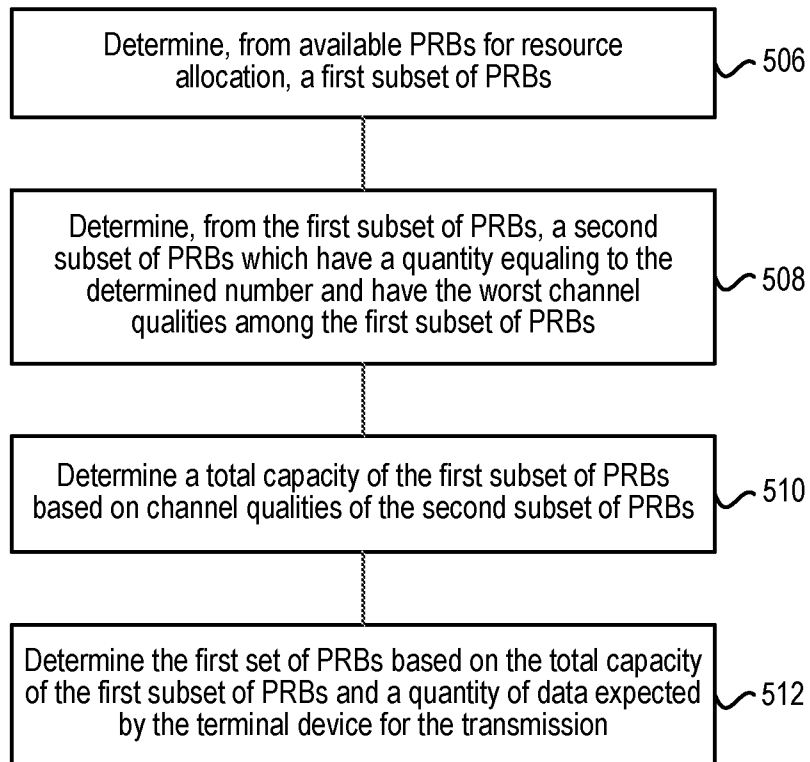 Determine, from available PRBs for resource
allocation, a first subset of PRBs
506
Determine, from the first subset of PRBs, a second
subset of PRBs which have a quantity equaling to the
determined number and have the worst channel
qualities among the first subset of PRBs
508
Determine a total capacity of the first subset of PRBs
based on channel qualities of the second subset of PRBs
510
Determine the first set of PRBs based on the total capacity
of the first subset of PRBs and a quantity of data expected
by the terminal device for the transmission
512